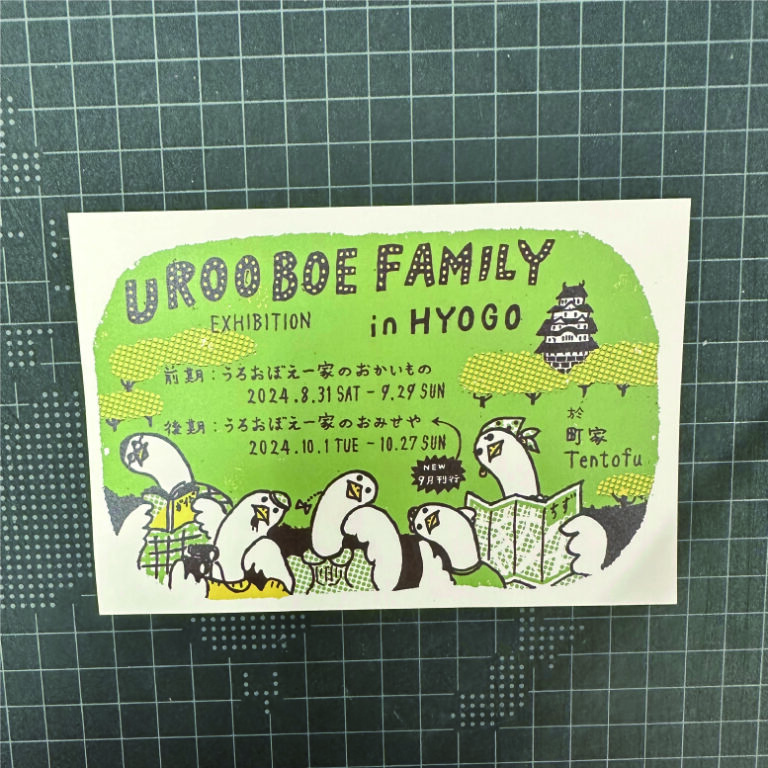 UROOBOE FAMILY
EXHIBITION in HYOGO
前期：うろおぼえ一家のおかいもの
2024.8.31 SAT - 9.29 SUN
後期：うろおぼえ一家のおみせや
2024.10.1 TUE - 10.27 SUN
NEW
9月刊行
於
町家
Tentofu
ちず